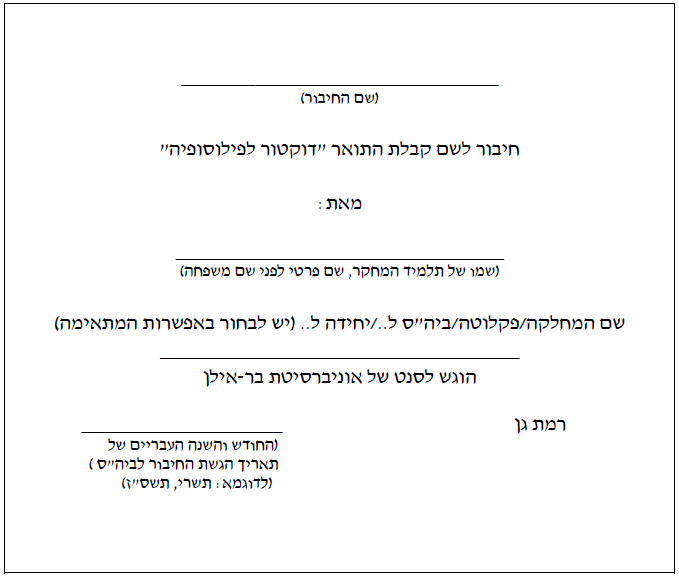 (שם החיבור)
חיבור לשם קבלת התואר "דוקטור לפילוסופיה"
מאת :
(שמו של תלמיד המחקר, שם פרטי לפני שם משפחה)
שם המחלקה/פקלוטה/ביה"ס ל../יחידה ל.. (יש לבחור באפשרות המתאימה)
הוגש לסנט של אוניברסיטת בר-אילן
רמת גן
(החודש והשנה העבריים של
תאריך הגשת החיבור לביה"ס )
(לדוגמא : תשרי, תשס"ז)